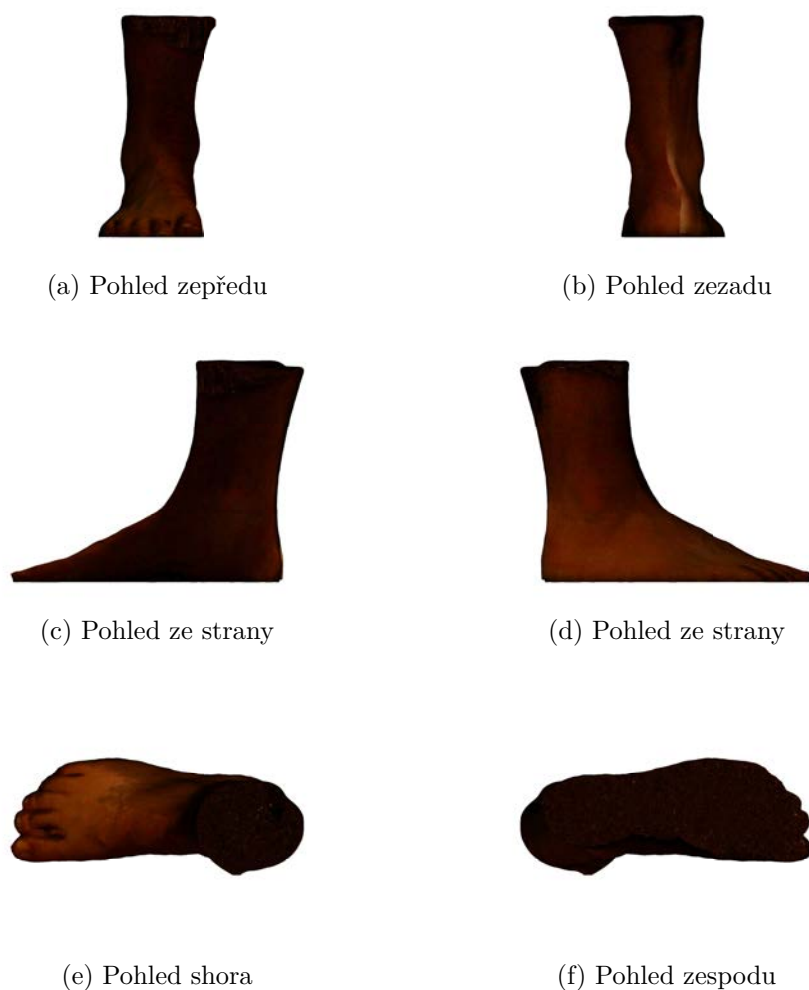 (a) Pohled zepředu
(b) Pohled zezadu
(c) Pohled ze strany
(d) Pohled ze strany
(e) Pohled shora
(f) Pohled zespodu